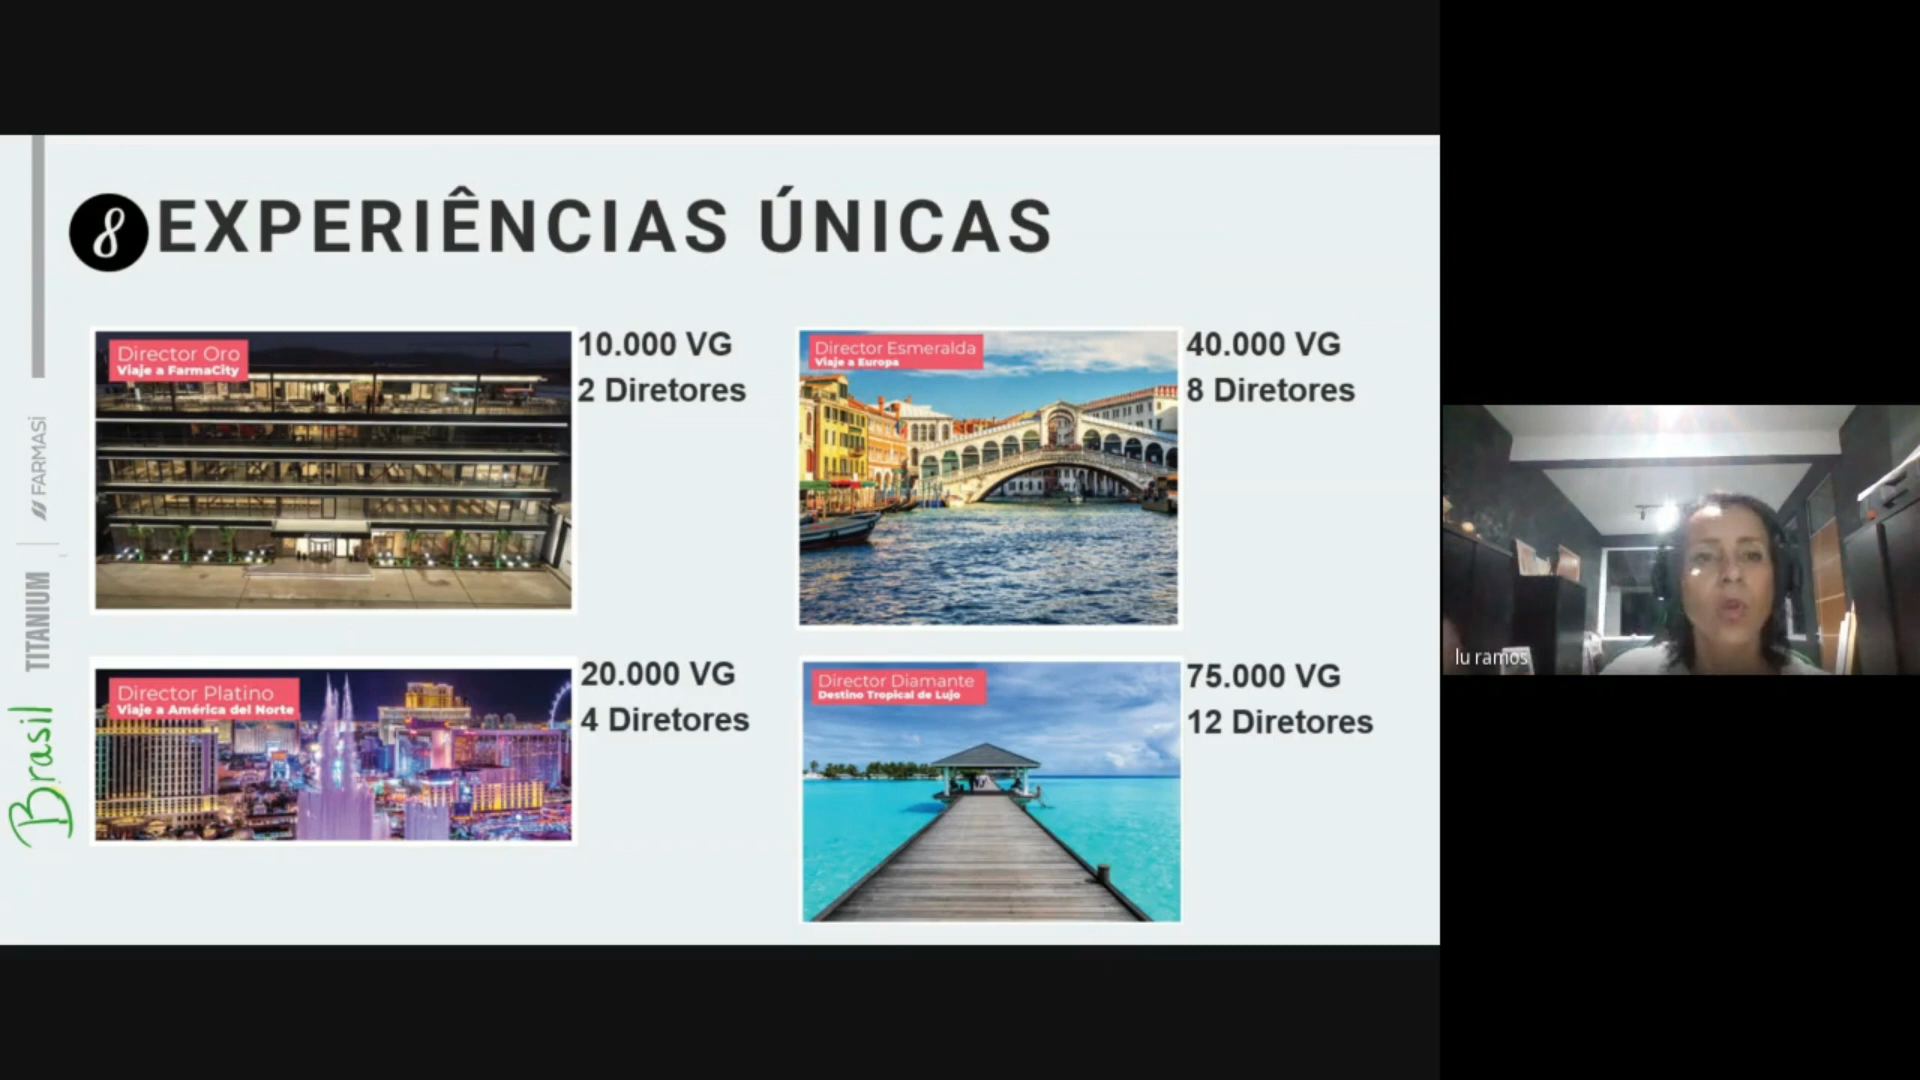 8 EXPERIÊNCIAS ÚNICAS
Director Oro
Viaje a FarmaCity
10.000 VG
2 Diretores
Director Esmeralda
Viaje a Europa
40.000 VG
8 Diretores
Director Platino
Viaje a América del Norte
20.000 VG
4 Diretores
Director Diamante
Destino Tropical de Lujo
75.000 VG
12 Diretores
Brasil TITANIUM | FARMASi
lu ramos